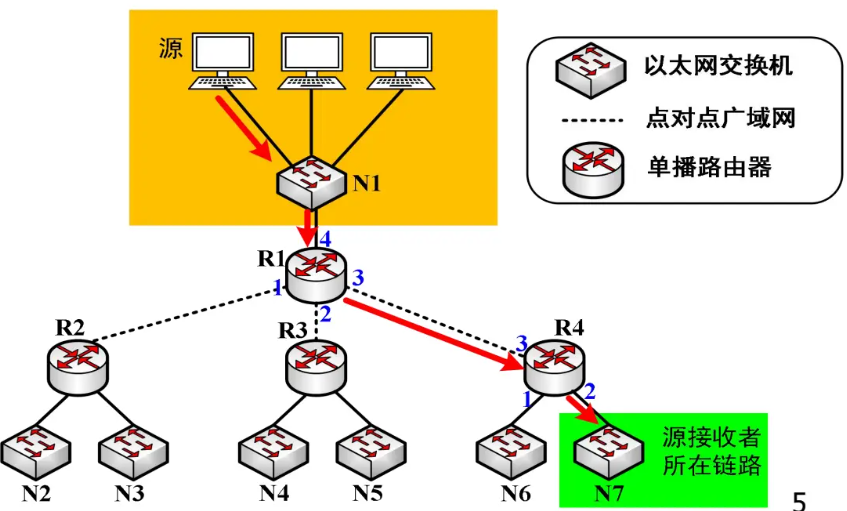 源
以太网交换机
点对点广域网
单播路由器
N1
R1
4
1
3
2
R2
R3
R4
3
1
2
源接收者
所在链路
N2
N3
N4
N5
N6
N7
5